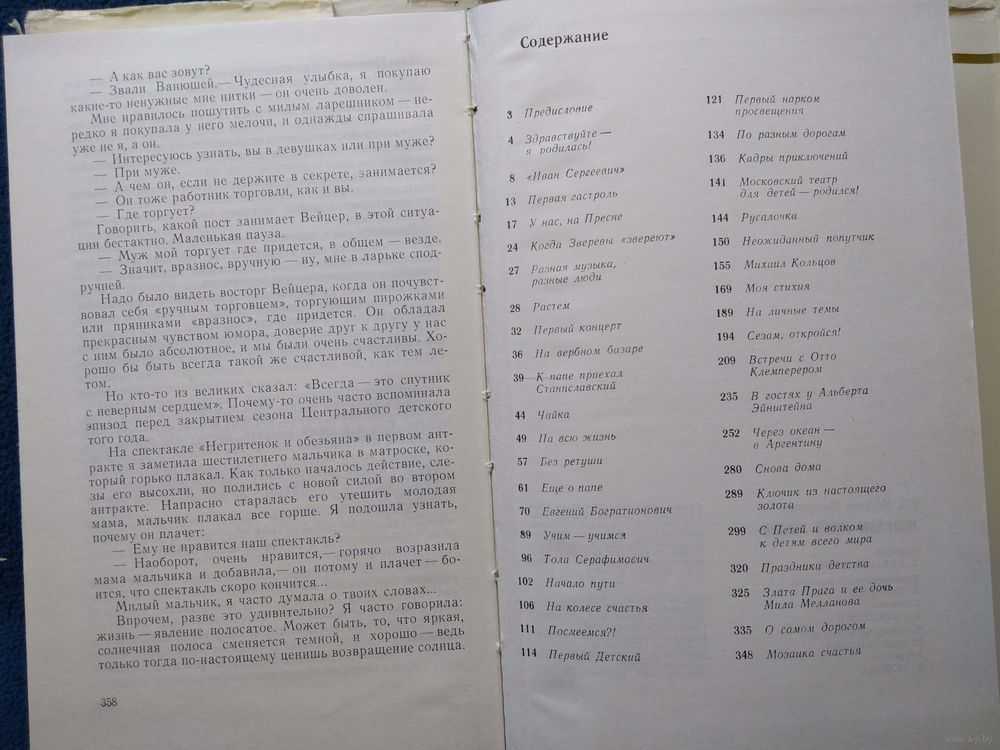 — А как вас зовут?
— Звали Ванюшей.— Чудесная улыбка, я покупаю
какие-то ненужные мне нитки — он очень доволен.
Мне нравилось пошутить с милым ларешником — не-
редко я покупала у него мелочи, и однажды спрашивала
уже не я, а он.
— Интересуюсь узнать, вы в девушках или при муже?
— При муже.
— А чем он, если не держите в секрете, занимается?
— Он тоже работник торговли, как и вы.
— Где торгует?
Говорить, какой пост занимает Вейцер, в этой ситуа-
ции бестактно. Маленькая пауза.
— Муж мой торгует где придется, в общем — везде.
— Значит, вразнос, вручную — ну, мне в ларьке спод-
ручней.
Надо было видеть восторг Вейцера, когда он почувст-
вовал себя «ручным торговцем», торгующим пирожками
или пряниками «вразнос», где придется. Он обладал
прекрасным чувством юмора, доверие друг к другу у нас
с ним было абсолютное, и мы были очень счастливы. Хо-
рошо бы быть всегда такой же счастливой, как тем ле-
том.
Но кто-то из великих сказал: «Всегда — это спутник
с неверным сердцем». Почему-то очень часто вспоминала
эпизод перед закрытием сезона Центрального детского
того года.
На спектакле «Негритенок и обезьяна» в первом ант-
ракте я заметила шестилетнего мальчика в матроске, ко-
торый горько плакал. Как только началось действие, сле-
зы его высохли, но полились с новой силой во втором
антракте. Напрасно старалась его утешить молодая
мама, мальчик плакал все горше. Я подошла узнать,
почему он плачет:
— Ему не нравится наш спектакль?
— Наоборот, очень нравится,— горячо возразила
мама мальчика и добавила,— он потому и плачет — бо-
ится, что спектакль скоро кончится...
Милый мальчик, я часто думала о твоих словах...
Впрочем, разве это удивительно? Я часто говорила:
жизнь — явление полосатое. Может быть, то, что яркая,
солнечная полоса сменяется темной, и хорошо — ведь
только тогда по-настоящему ценишь возвращение солнца.
358
Содержание
3 Предисловие
4 Здравствуйте —
я родилась!
8 «Иван Сергеевич»
13 Первая гастроль
17 У нас, на Пресне
24 Когда Зверевы «звереют»
27 Разная музыка,
разные люди
28 Растем
32 Первый концерт
36 На вербном базаре
39 К папе приехал
Станиславский
44 Чайка
49 На всю жизнь
57 Без ретуши
61 Еще о папе
70 Евгений Богратионович
89 Учим — учимся
96 Тола Серафимович
102 Начало пути
106 На колесе счастья
111 Посмеемся?!
114 Первый Детский
121 Первый нарком
просвещения
134 По разным дорогам
136 Кадры приключений
141 Московский театр
для детей — родился!
144 Русалочка
150 Неожиданный попутчик
155 Михаил Кольцов
169 Моя стихия
189 На личные темы
194 Сезам, откройся!
209 Встречи с Отто
Клемперером
235 В гостях у Альберта
Эйнштейна
252 Через океан —
в Аргентину
280 Снова дома
289 Ключик из настоящего
золота
299 С Петей и волком
к детям всего мира
320 Праздники детства
325 Злата Прага и ее дочь
Мила Мелланова
335 О самом дорогом
348 Мозаика счастья
www.ay.by